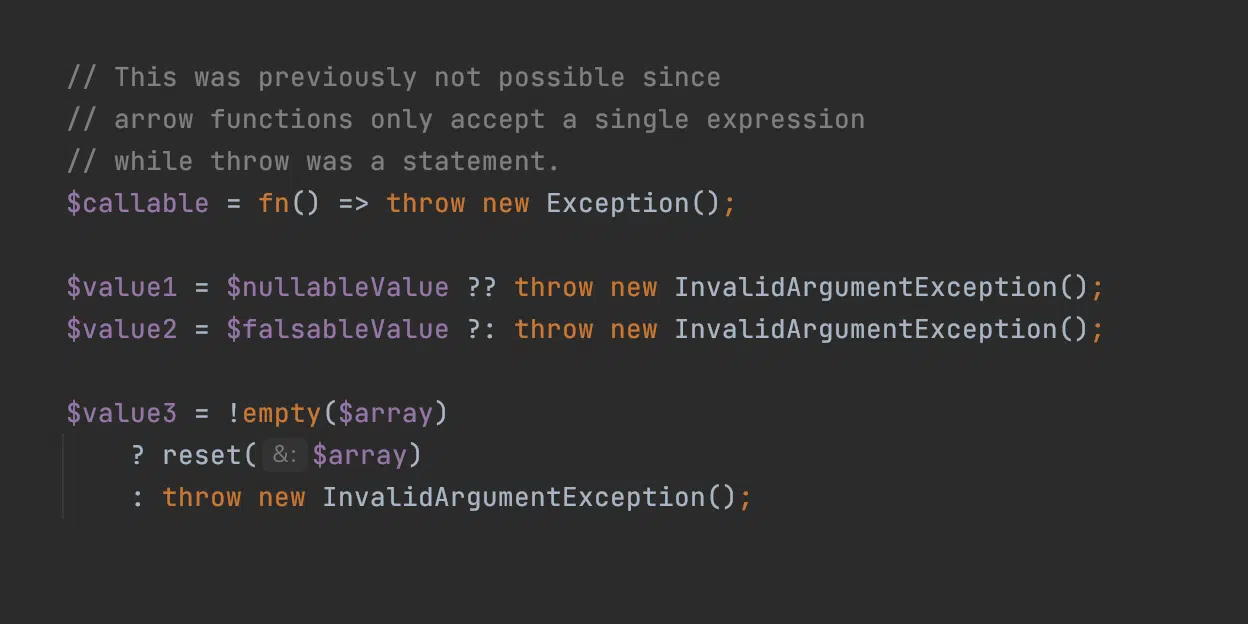 // This was previously not possible since
// arrow functions only accept a single expression
// while throw was a statement.
$callable = fn() => throw new Exception();
$value1 = $nullableValue ?? throw new InvalidArgumentException();
$value2 = $falsableValue ?: throw new InvalidArgumentException();
$value3 = !empty($array)
    ? reset( &: $array)
    : throw new InvalidArgumentException();